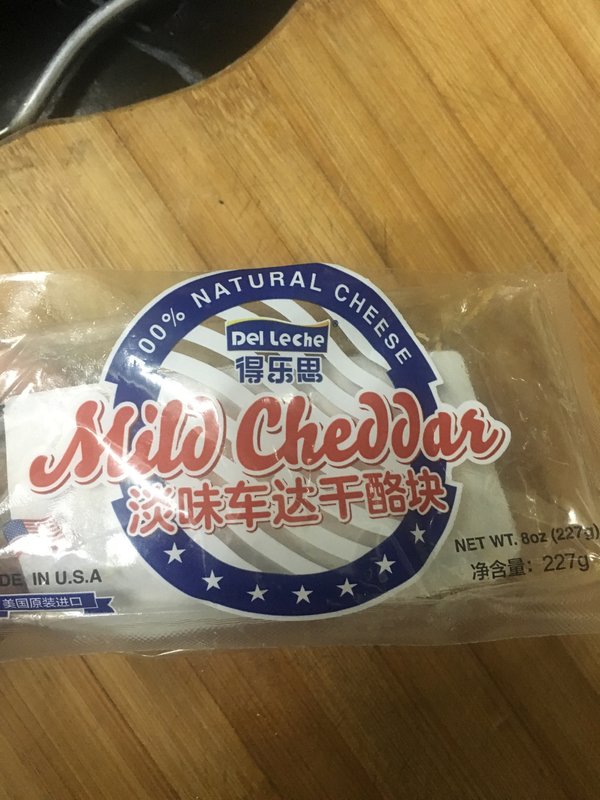 00% NATURAL CHEESE
Del Leche®
得乐思
Mild Cheddar
淡味车达干酪块
DE IN U.S.A
美国原装进口
NET WT. 8oz (227g)
净含量: 227g